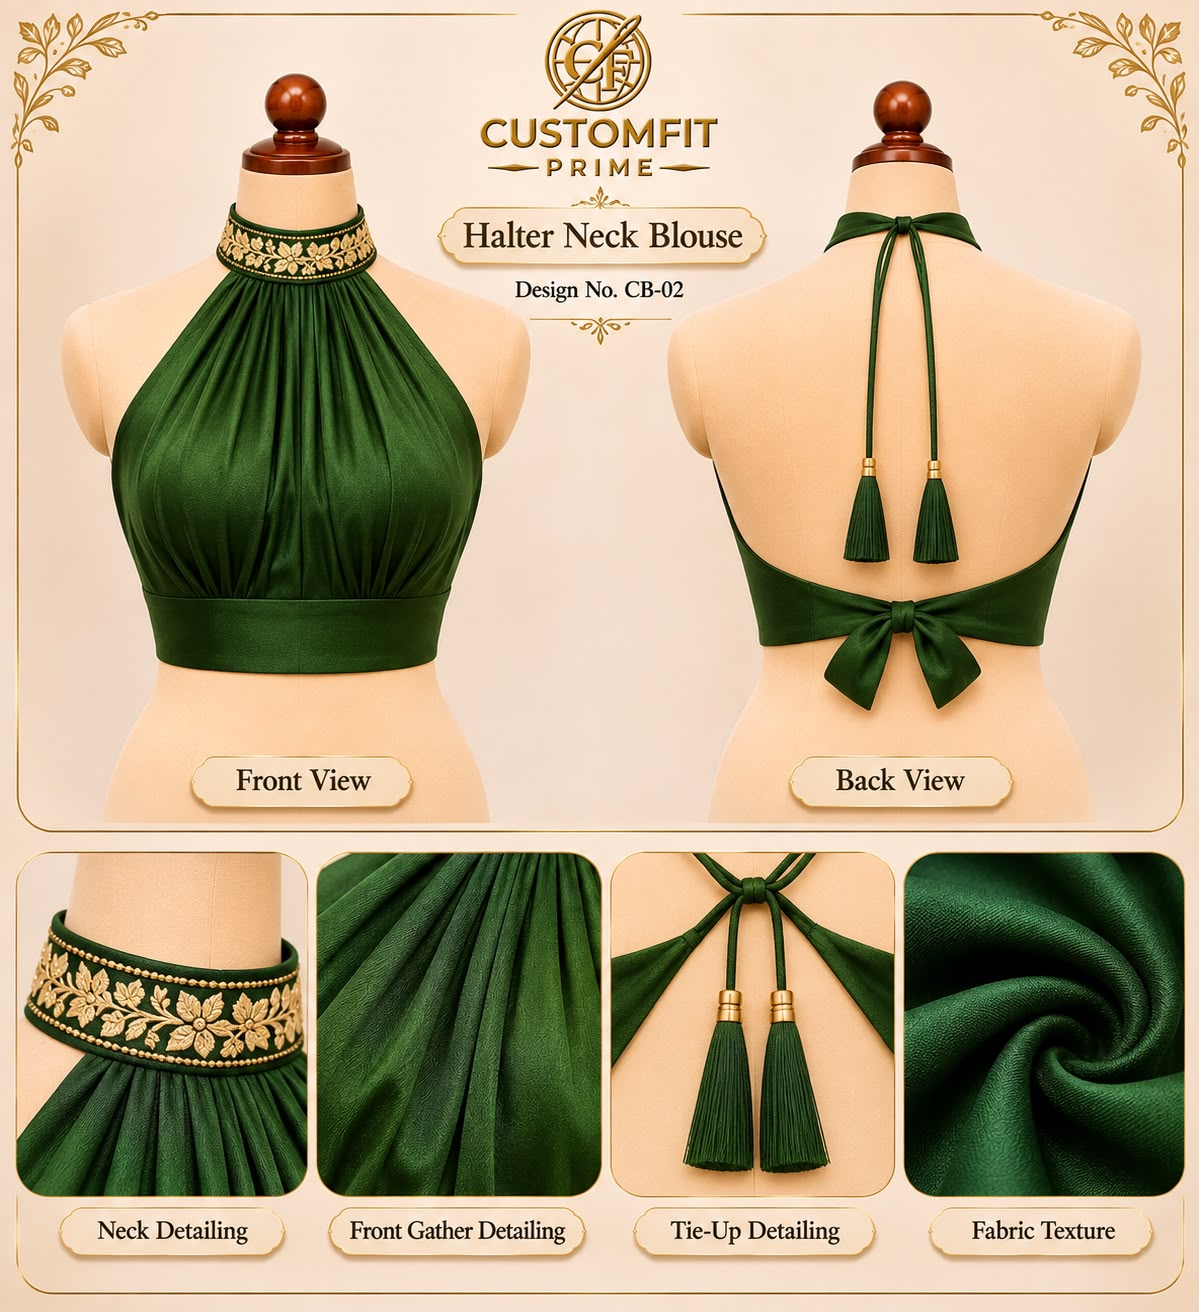 CF
CUSTOMFIT
PRIME
Halter Neck Blouse
Design No. CB-02
Front View
Back View
Neck Detailing
Front Gather Detailing
Tie-Up Detailing
Fabric Texture